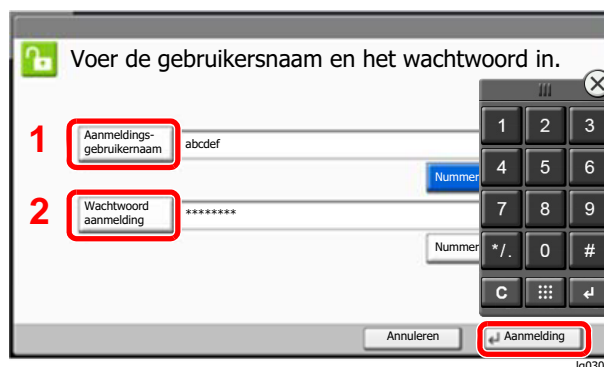 Voer de gebruikersnaam en het wachtwoord in.
1
Aanmeldings-
gebruikernaam
abcdef
Nummer
2
Wachtwoord
aanmelding
********
Nummer
1 2 3
4 5 6
7 8 9
*/. 0 #
C
Annuleren
Aanmelding